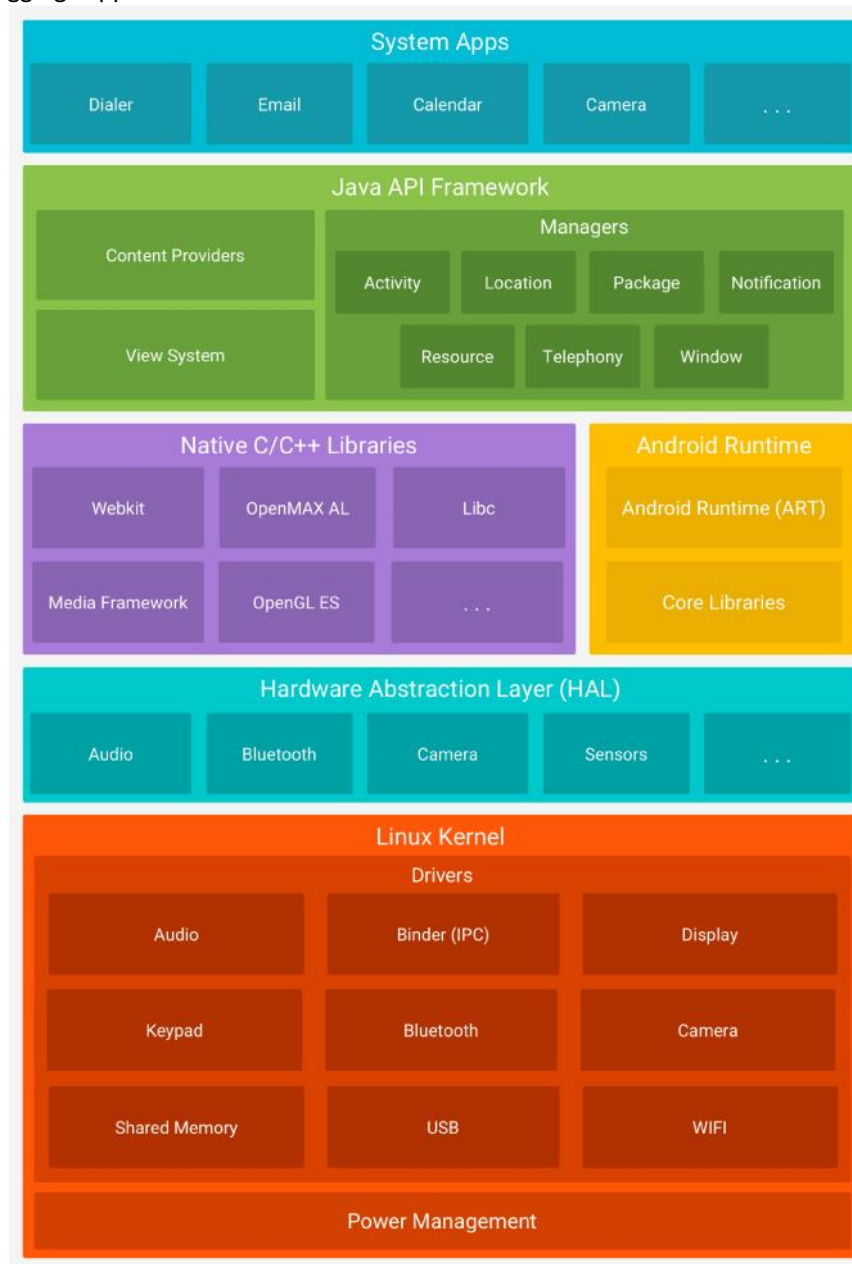 System Apps
Dialer Email Calendar Camera . . .
Java API Framework
Content Providers
View System
Managers
Activity Location Package Notification
Resource Telephony Window
Native C/C++ Libraries
Webkit OpenMAX AL Libc
Media Framework OpenGL ES . . .
Android Runtime
Android Runtime (ART)
Core Libraries
Hardware Abstraction Layer (HAL)
Audio Bluetooth Camera Sensors . . .
Linux Kernel
Drivers
Audio Binder (IPC) Display
Keypad Bluetooth Camera
Shared Memory USB WIFI
Power Management